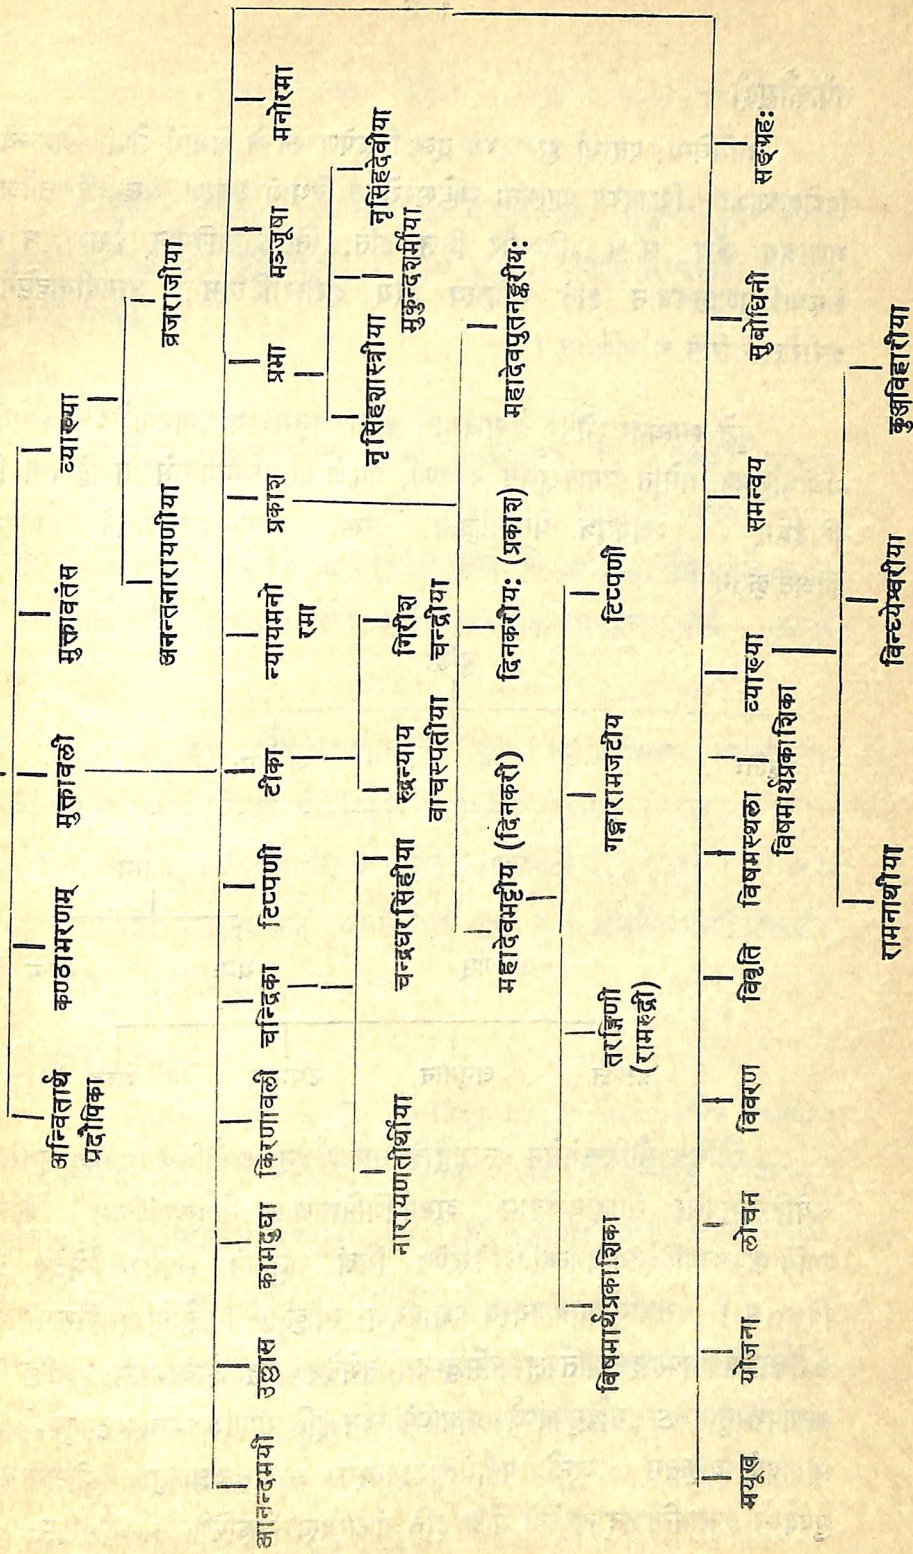 अन्वितार्थ
प्रदीपिका
कण्ठाभरणम्
मुक्तावली
मुक्तावतंस
व्याख्या
अनन्तनारायणीया
व्रजराजीया
आनन्दमयी
उल्लास
कामदुघा
किरणावली
चन्द्रिका
टिप्पणी
टीका
न्यायमनो
रमा
प्रकाश
प्रभा
मञ्जूषा
मनोरमा
नारायणतीर्थीया
चन्द्रधरसिंहीया
रुद्रन्याय
वाचस्पतीया
गिरीश
चन्द्रीया
नृसिंहशास्त्रीया
मुकुन्दशर्मीया
नृसिंहदेवीया
महादेवभट्टीय (दिनकरी)
दिनकरीयः (प्रकाश)
महादेवपुतनङ्करीयः
विषमार्थप्रकाशिका
तरङ्गिणी
(रामरुद्री)
गङ्गारामजटीय
टिप्पणी
मयूख
योजना
लोचन
विवरण
विवृति
विषमस्थला
विषमार्थप्रकाशिका
व्याख्या
समन्वय
सुबोधिनी
सङ्ग्रहः
रामनाथीया
विन्ध्येश्वरीया
कुञ्जविहारीया